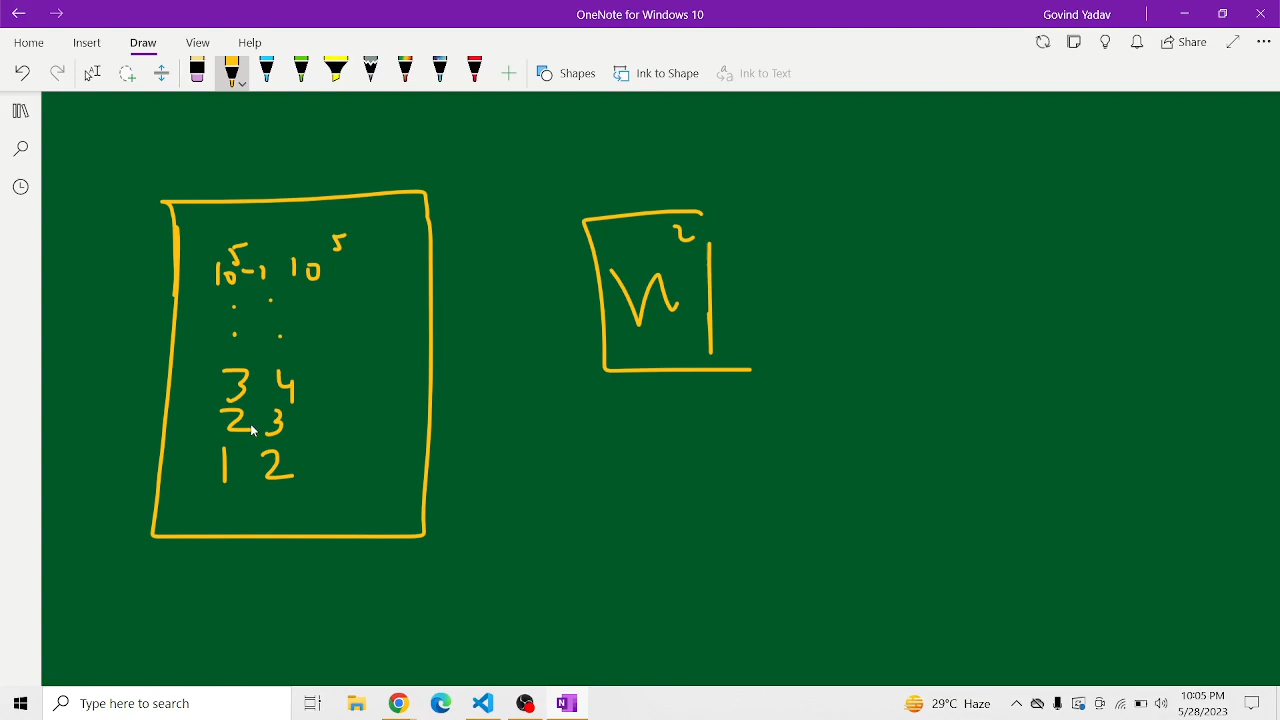 OneNote for Windows 10
Govind Yadav
Home Insert Draw View Help
Share
Shapes Ink to Shape Ink to Text
10^5-1 10^5
. .
. .
3 4
2 3
1 2
n^2
Type here to search
29°C Haze
10:05 PM
5/28/2023